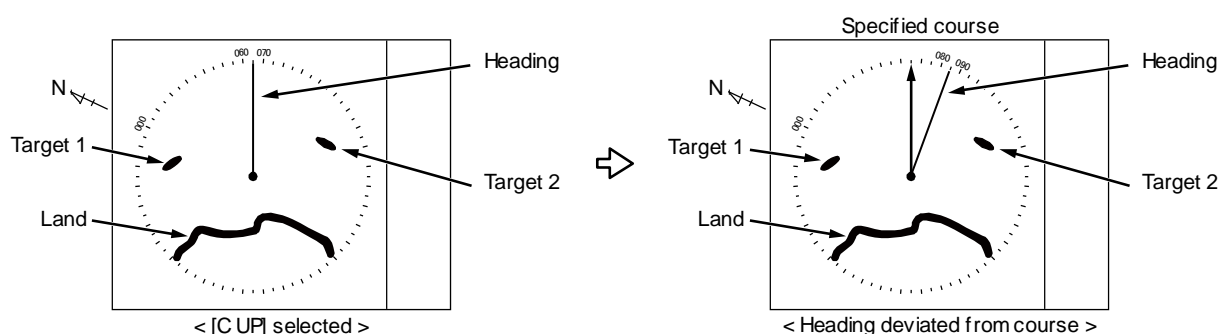 Specified course
060 070
Heading
N
000
Target 1
Target 2
Land
< [C UP] selected >
080 090
Heading
N
000
Target 1
Target 2
Land
< Heading deviated from course >